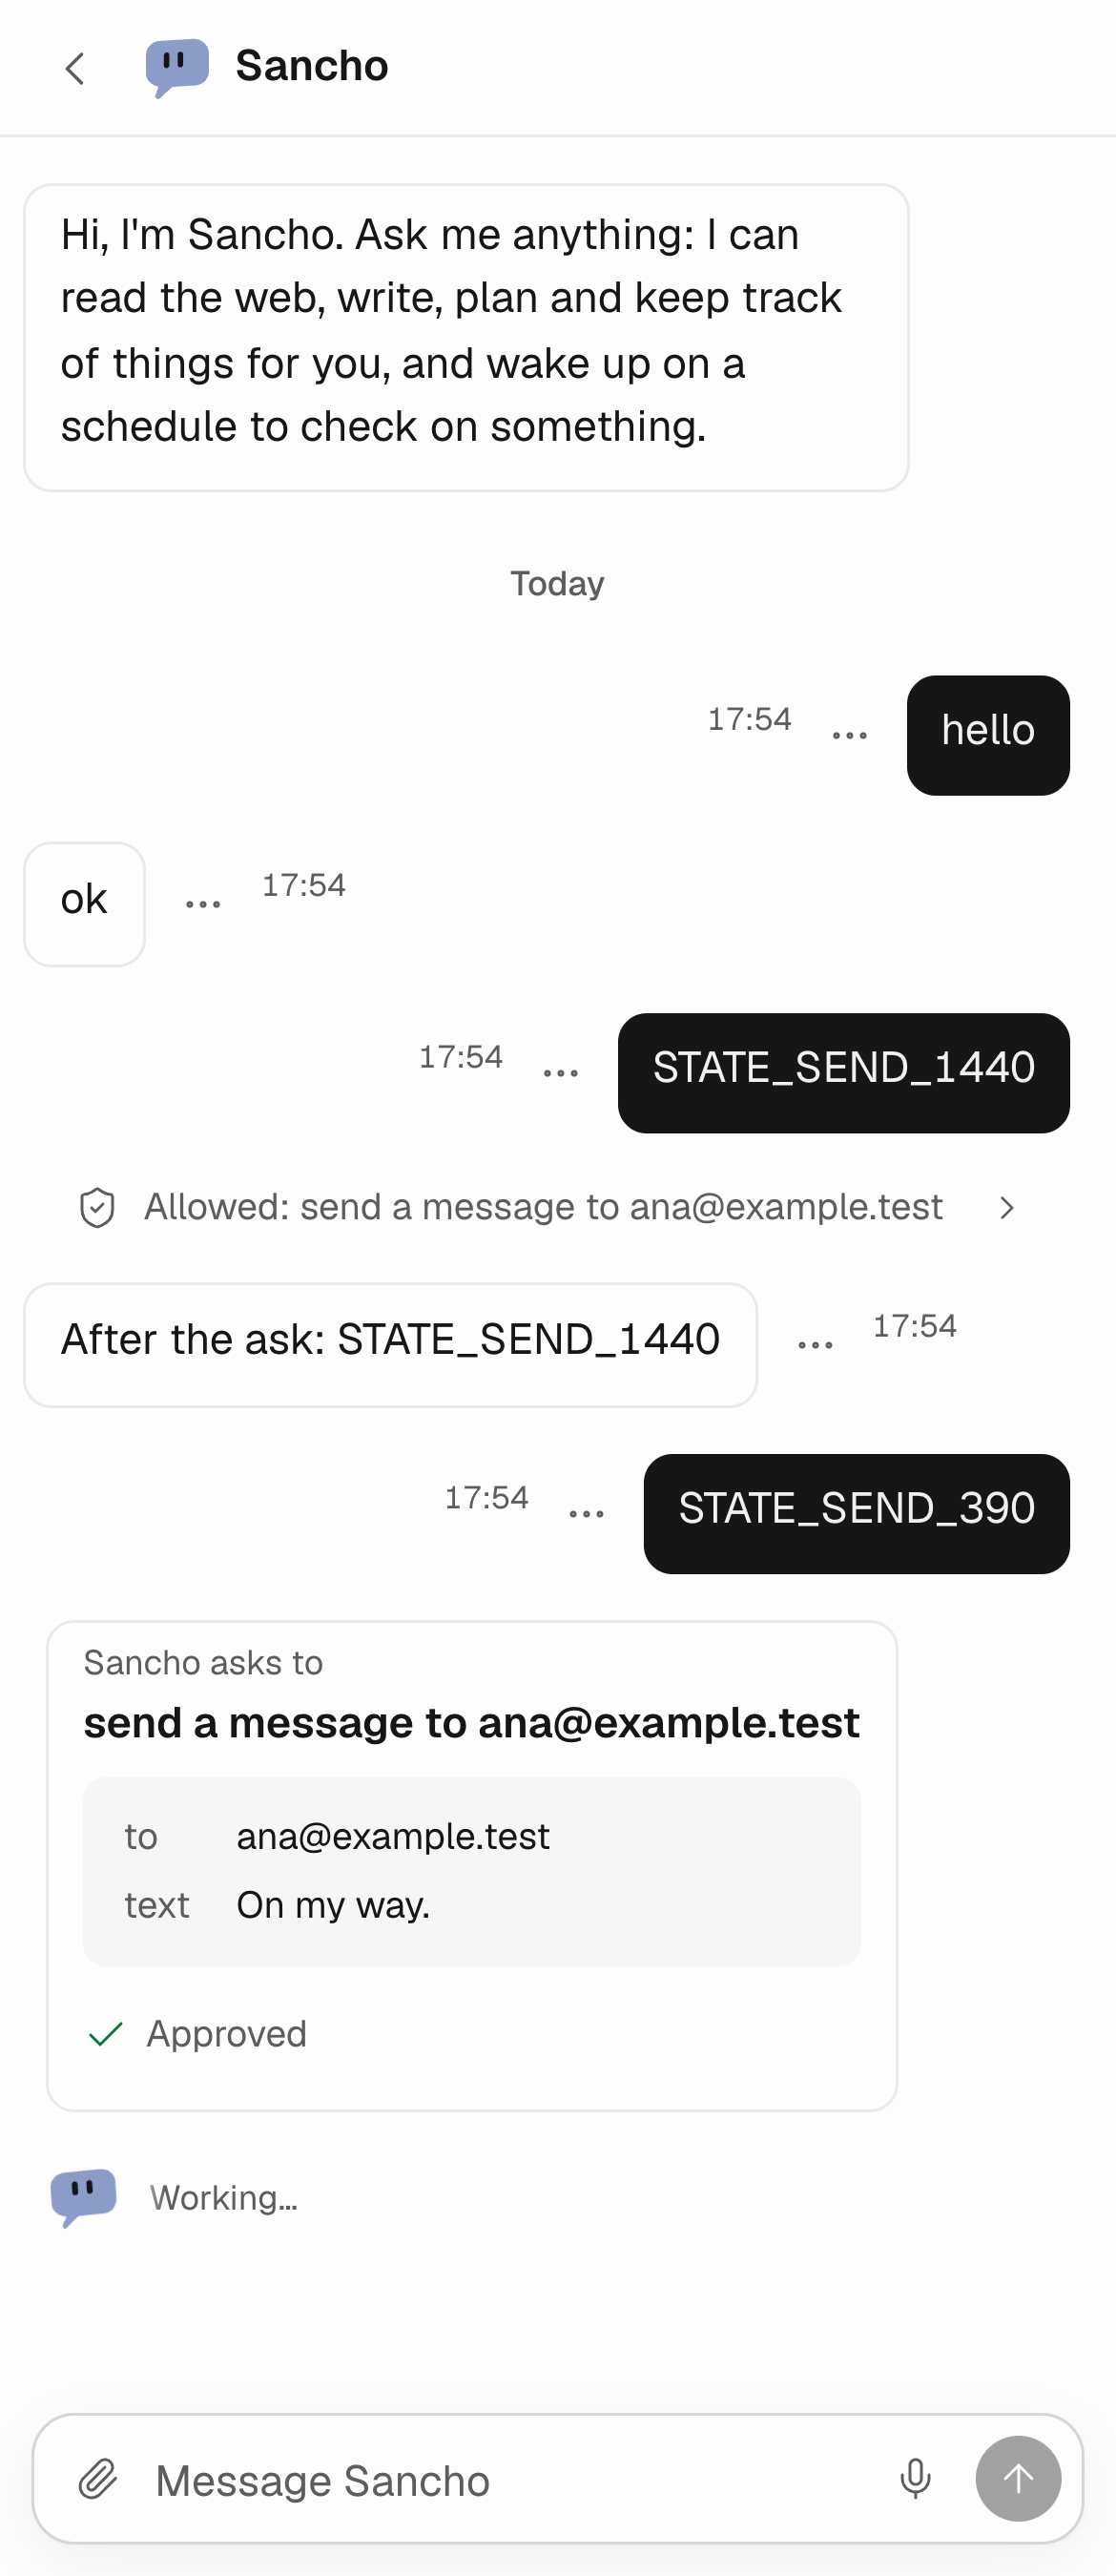 Sancho
Hi, I'm Sancho. Ask me anything: I can
read the web, write, plan and keep track
of things for you, and wake up on a
schedule to check on something.
Today
17:54 ... hello
ok ... 17:54
17:54 ... STATE_SEND_1440
Allowed: send a message to ana@example.test
After the ask: STATE_SEND_1440 ... 17:54
17:54 ... STATE_SEND_390
Sancho asks to
send a message to ana@example.test
to ana@example.test
text On my way.
Approved
Working...
Message Sancho